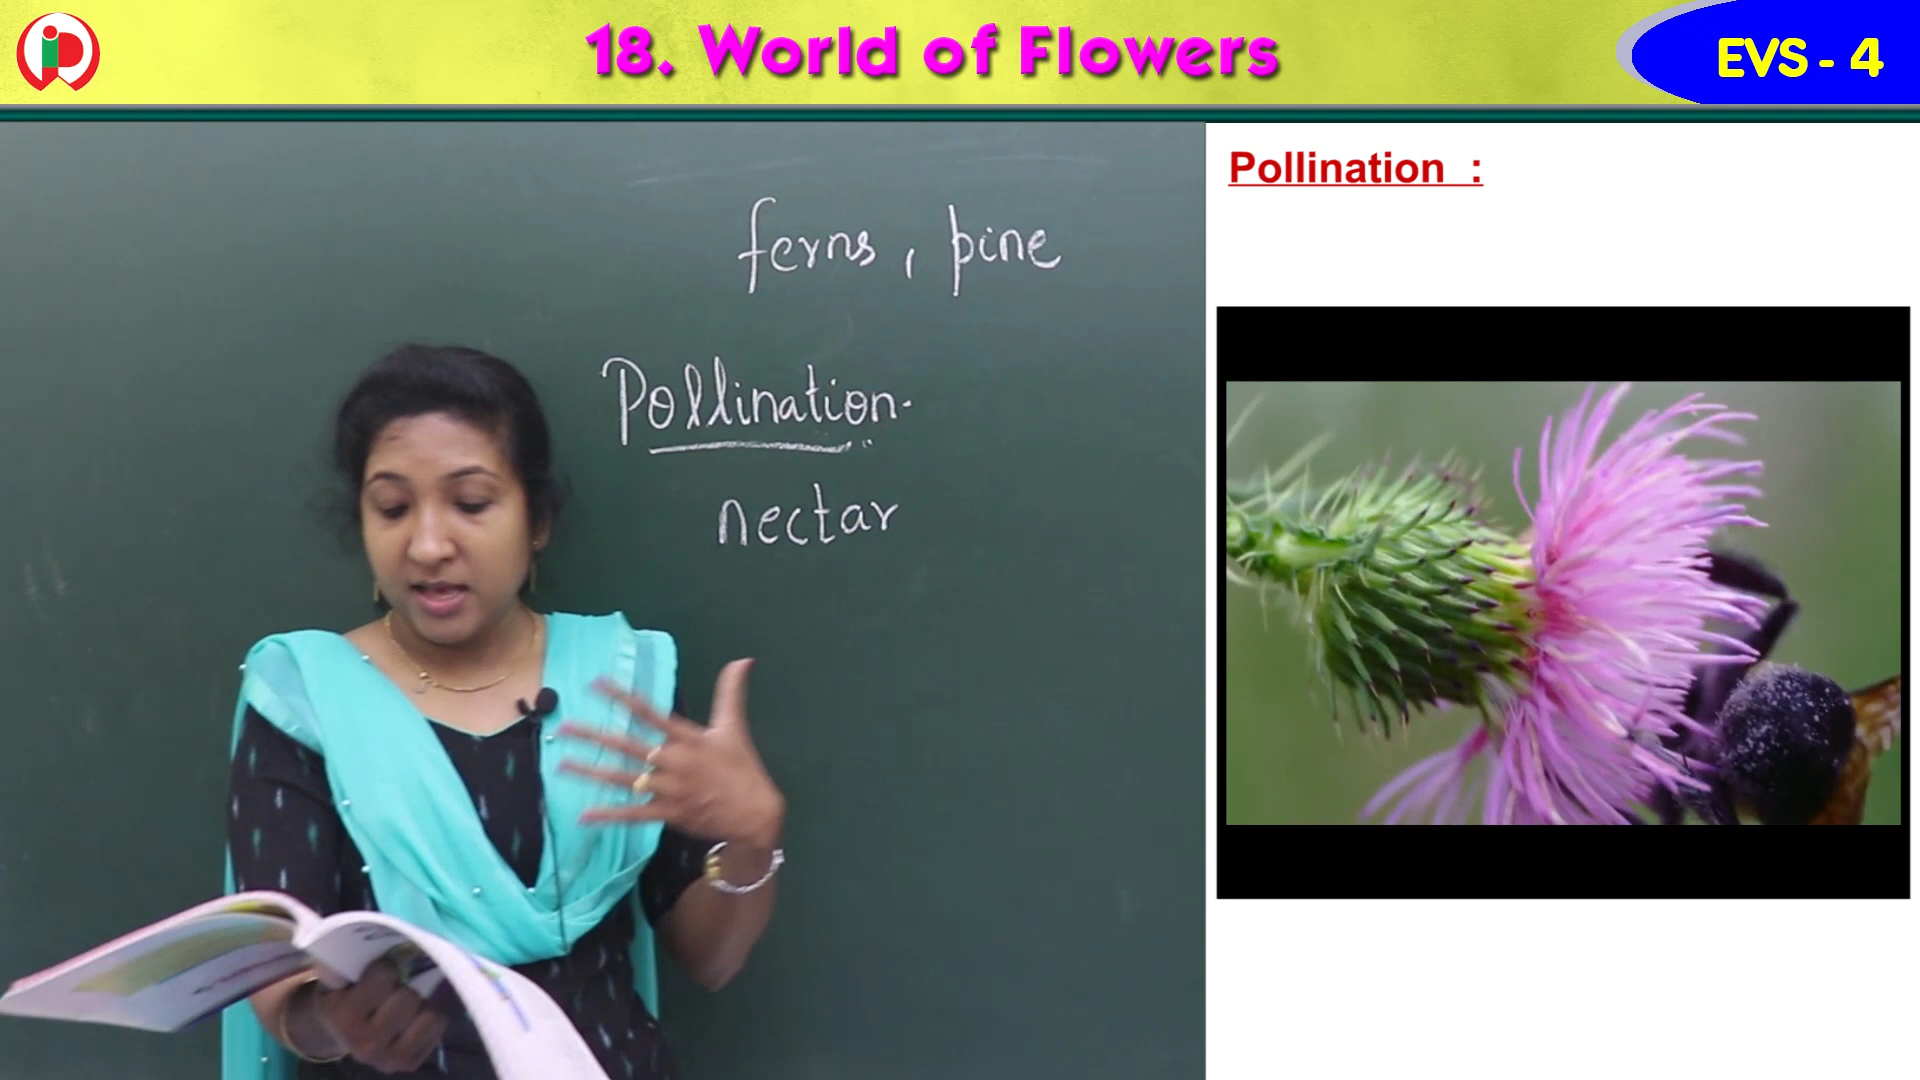 18. World of Flowers
EVS - 4
ferns, pine
Pollination.
nectar
Pollination :